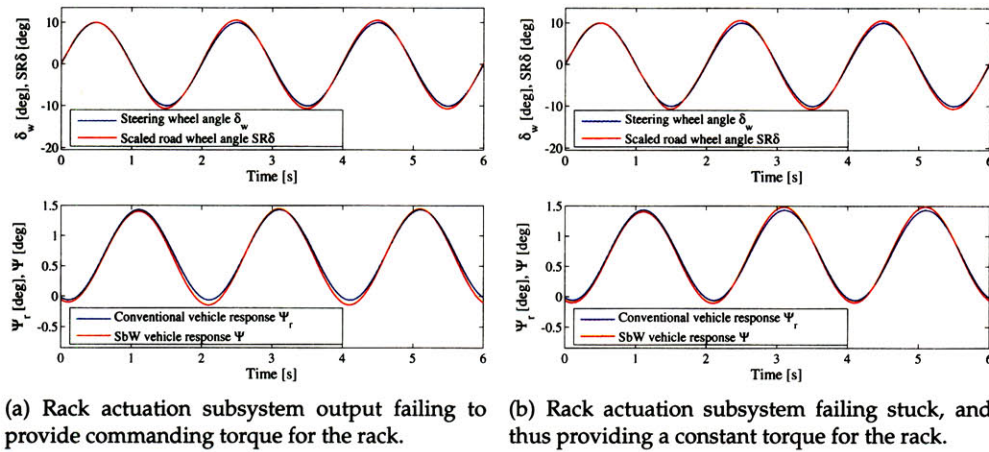 δw [deg], SRδ [deg]
10
0
-10
-20
Steering wheel angle δw
Scaled road wheel angle SRδ
0 1 2 3 4 5 6
Time [s]
Ψr [deg], Ψ [deg]
1.5
1
0.5
0
-0.5
Conventional vehicle response Ψr
SbW vehicle response Ψ
0 1 2 3 4 5 6
Time [s]
(a) Rack actuation subsystem output failing to
provide commanding torque for the rack.
δw [deg], SRδ [deg]
10
0
-10
-20
Steering wheel angle δw
Scaled road wheel angle SRδ
0 1 2 3 4 5 6
Time [s]
Ψr [deg], Ψ [deg]
1.5
1
0.5
0
-0.5
Conventional vehicle response Ψr
SbW vehicle response Ψ
0 1 2 3 4 5 6
Time [s]
(b) Rack actuation subsystem failing stuck, and
thus providing a constant torque for the rack.